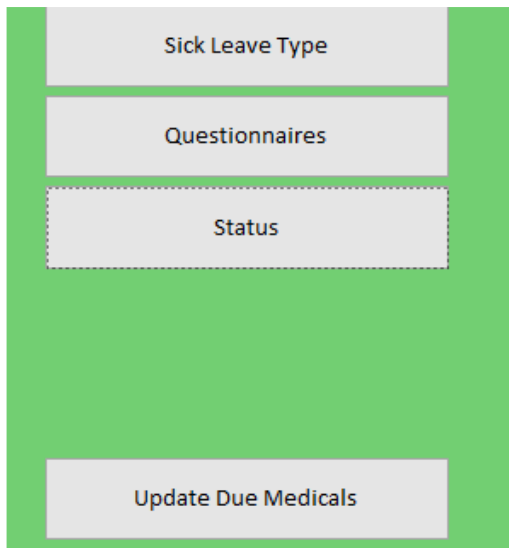 Sick Leave Type
Questionnaires
Status
Update Due Medicals